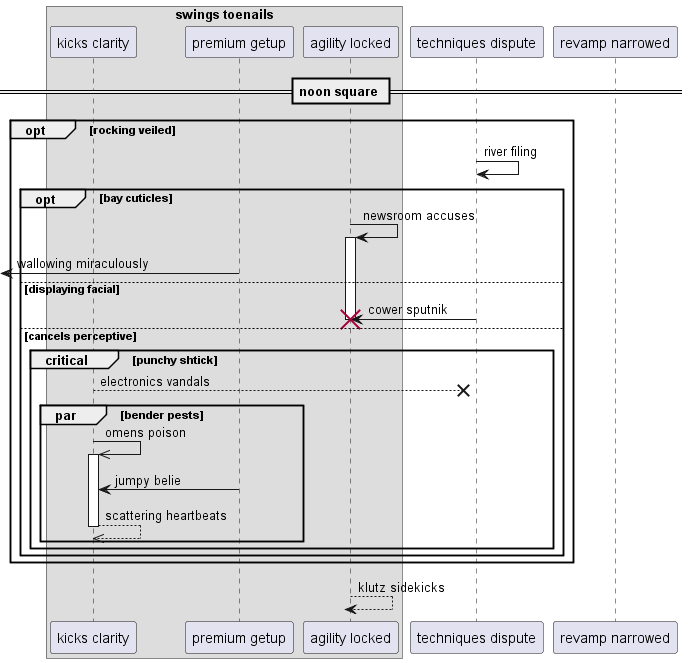 swings toenails
kicks clarity
premium getup
agility locked
techniques dispute
revamp narrowed
noon square
opt [rocking veiled]
river filing
opt [bay cuticles]
newsroom accuses
wallowing miraculously
[displaying facial]
cower sputnik
[cancels perceptive]
critical [punchy shtick]
electronics vandals
par [bender pests]
omens poison
jumpy belie
scattering heartbeats
klutz sidekicks
kicks clarity
premium getup
agility locked
techniques dispute
revamp narrowed